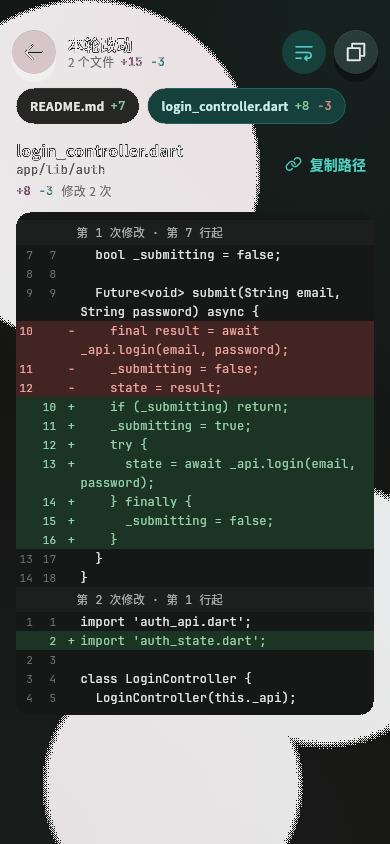 本轮改动
2 个文件 +15 -3
README.md +7
login_controller.dart +8 -3
login_controller.dart
app/lib/auth
复制路径
+8 -3 修改 2 次
第 1 次修改 · 第 7 行起
7 7 bool _submitting = false;
8 8
9 9 Future<void> submit(String email,
String password) async {
10 - final result = await
_api.login(email, password);
11 - _submitting = false;
12 - state = result;
10 + if (_submitting) return;
11 + _submitting = true;
12 + try {
13 + state = await _api.login(email,
password);
14 + } finally {
15 + _submitting = false;
16 + }
13 17 }
14 18 }
第 2 次修改 · 第 1 行起
1 1 import 'auth_api.dart';
2 + import 'auth_state.dart';
2 3
3 4 class LoginController {
4 5 LoginController(this._api);